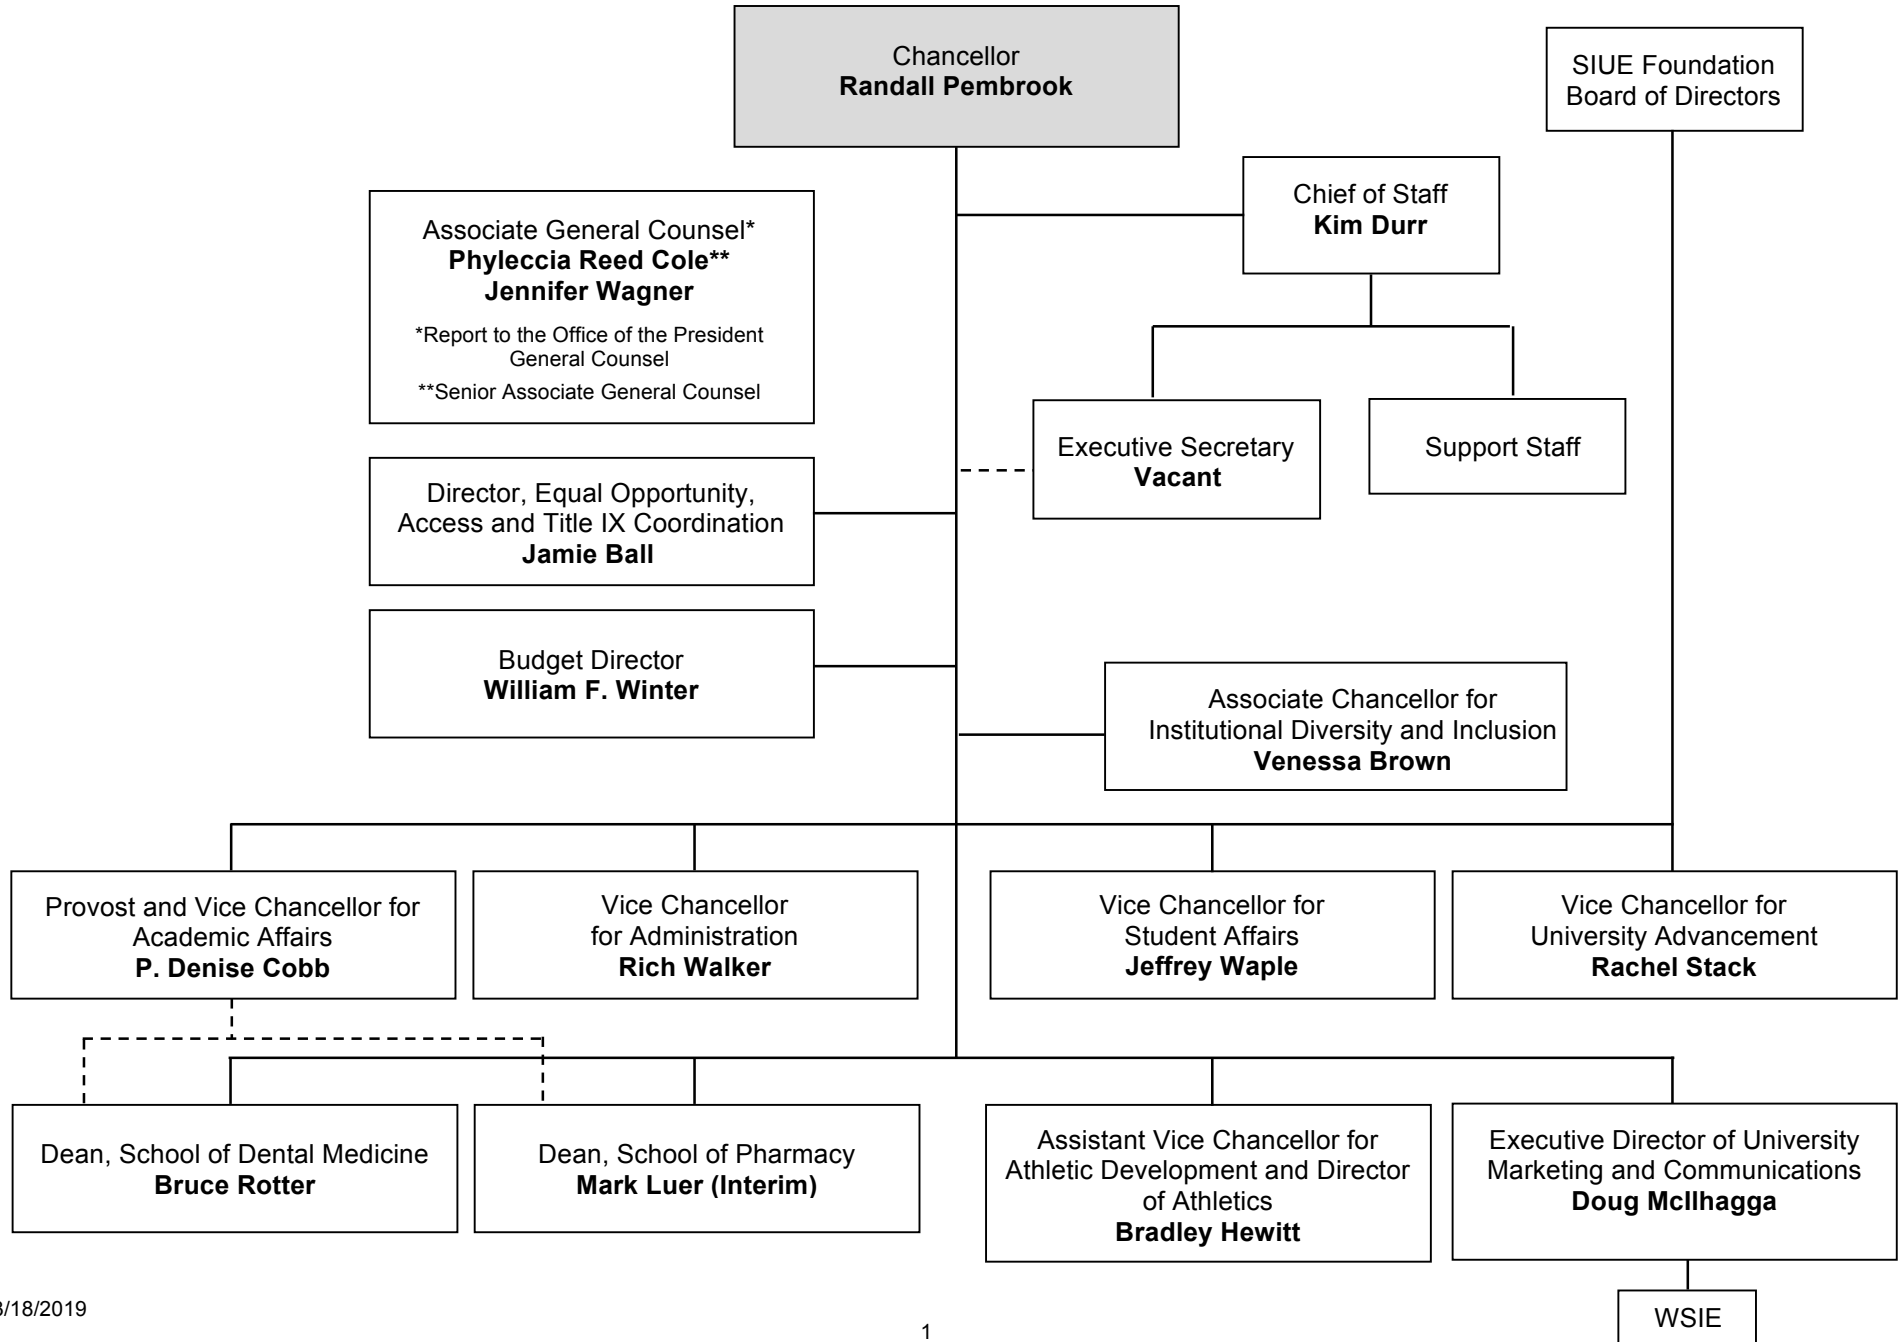 Chancellor
Randall Pembrook
SIUE Foundation
Board of Directors
Chief of Staff
Kim Durr
Associate General Counsel*
Phyleccia Reed Cole**
Jennifer Wagner
*Report to the Office of the President
General Counsel
**Senior Associate General Counsel
Executive Secretary
Vacant
Support Staff
Director, Equal Opportunity,
Access and Title IX Coordination
Jamie Ball
Budget Director
William F. Winter
Associate Chancellor for
Institutional Diversity and Inclusion
Venessa Brown
Provost and Vice Chancellor for
Academic Affairs
P. Denise Cobb
Vice Chancellor
for Administration
Rich Walker
Vice Chancellor for
Student Affairs
Jeffrey Waple
Vice Chancellor for
University Advancement
Rachel Stack
Dean, School of Dental Medicine
Bruce Rotter
Dean, School of Pharmacy
Mark Luer (Interim)
Assistant Vice Chancellor for
Athletic Development and Director
of Athletics
Bradley Hewitt
Executive Director of University
Marketing and Communications
Doug McIlhagga
WSIE
/18/2019
1